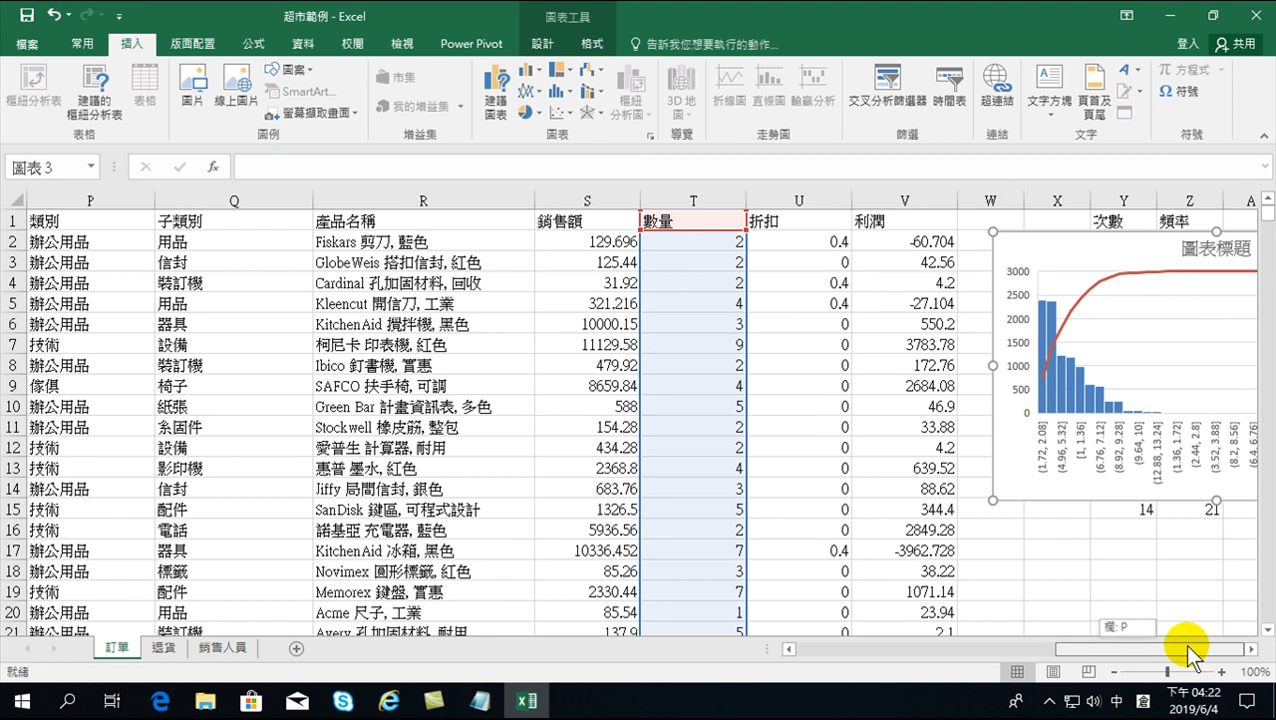 超市範例 - Excel
圖表工具
檔案 常用 插入 版面配置 公式 資料 校閱 檢視 Power Pivot 設計 格式 告訴我您想要執行的動作... 登入 共用
樞紐分析表 建議的樞紐分析表 表格 圖片 線上圖片 圖案 SmartArt... 螢幕擷取畫面 市集 我的增益集 建議圖表 樞紐分析圖 3D 地圖 折線圖 直條圖 輸贏分析 交叉分析篩選器 時間表 超連結 文字方塊 頁首及頁尾 方程式 符號
表格 圖例 增益集 圖表 導覽 走勢圖 篩選 連結 文字 符號
圖表 3 fx
P Q R S T U V W X Y Z A
1 類別 子類別 產品名稱 銷售額 數量 折扣 利潤 次數 頻率
2 辦公用品 用品 Fiskars 剪刀, 藍色 129.696 2 0.4 -60.704
3 辦公用品 信封 GlobeWeis 搭扣信封, 紅色 125.44 2 0 42.56
4 辦公用品 裝訂機 Cardinal 孔加固材料, 回收 31.92 2 0.4 4.2
5 辦公用品 用品 Kleencut 開信刀, 工業 321.216 4 0.4 -27.104
6 辦公用品 器具 KitchenAid 攪拌機, 黑色 10000.15 3 0 550.2
7 技術 設備 柯尼卡 印表機, 紅色 11129.58 9 0 3783.78
8 辦公用品 裝訂機 Ibico 釘書機, 實惠 479.92 2 0 172.76
9 傢俱 椅子 SAFCO 扶手椅, 可調 8659.84 4 0 2684.08
10 辦公用品 紙張 Green Bar 計畫資訊表, 多色 588 5 0 46.9
11 辦公用品 系固件 Stockwell 橡皮筋, 整包 154.28 2 0 33.88
12 技術 設備 愛普生 計算器, 耐用 434.28 2 0 4.2
13 技術 影印機 惠普 墨水, 紅色 2368.8 4 0 639.52
14 辦公用品 信封 Jiffy 局間信封, 銀色 683.76 3 0 88.62
15 技術 配件 SanDisk 鍵區, 可程式設計 1326.5 5 0 344.4 14 21
16 技術 電話 諾基亞 充電器, 藍色 5936.56 2 0 2849.28
17 辦公用品 器具 KitchenAid 冰箱, 黑色 10336.452 7 0.4 -3962.728
18 辦公用品 標籤 Novimex 圓形標籤, 紅色 85.26 3 0 38.22
19 技術 配件 Memorex 鍵盤, 實惠 2330.44 7 0 1071.14
20 辦公用品 用品 Acme 尺子, 工業 85.54 1 0 23.94
21 辦公用品 裝訂機 Avery 孔加固材料, 耐用 137.9 5 0 2.1
圖表標題
3000
2500
2000
1500
1000
500
0
(1.72, 2.08] (4.96, 5.32] (1, 1.36] (6.76, 7.12] (8.92, 9.28] (9.64, 10] (12.88, 13.24] (1.36, 1.72] (2.44, 2.8] (3.52, 3.88] (8.2, 8.56] (6.4, 6.76]
欄: P
訂單 退貨 銷售人員
就緒 100%
中 下午 04:22
2019/6/4